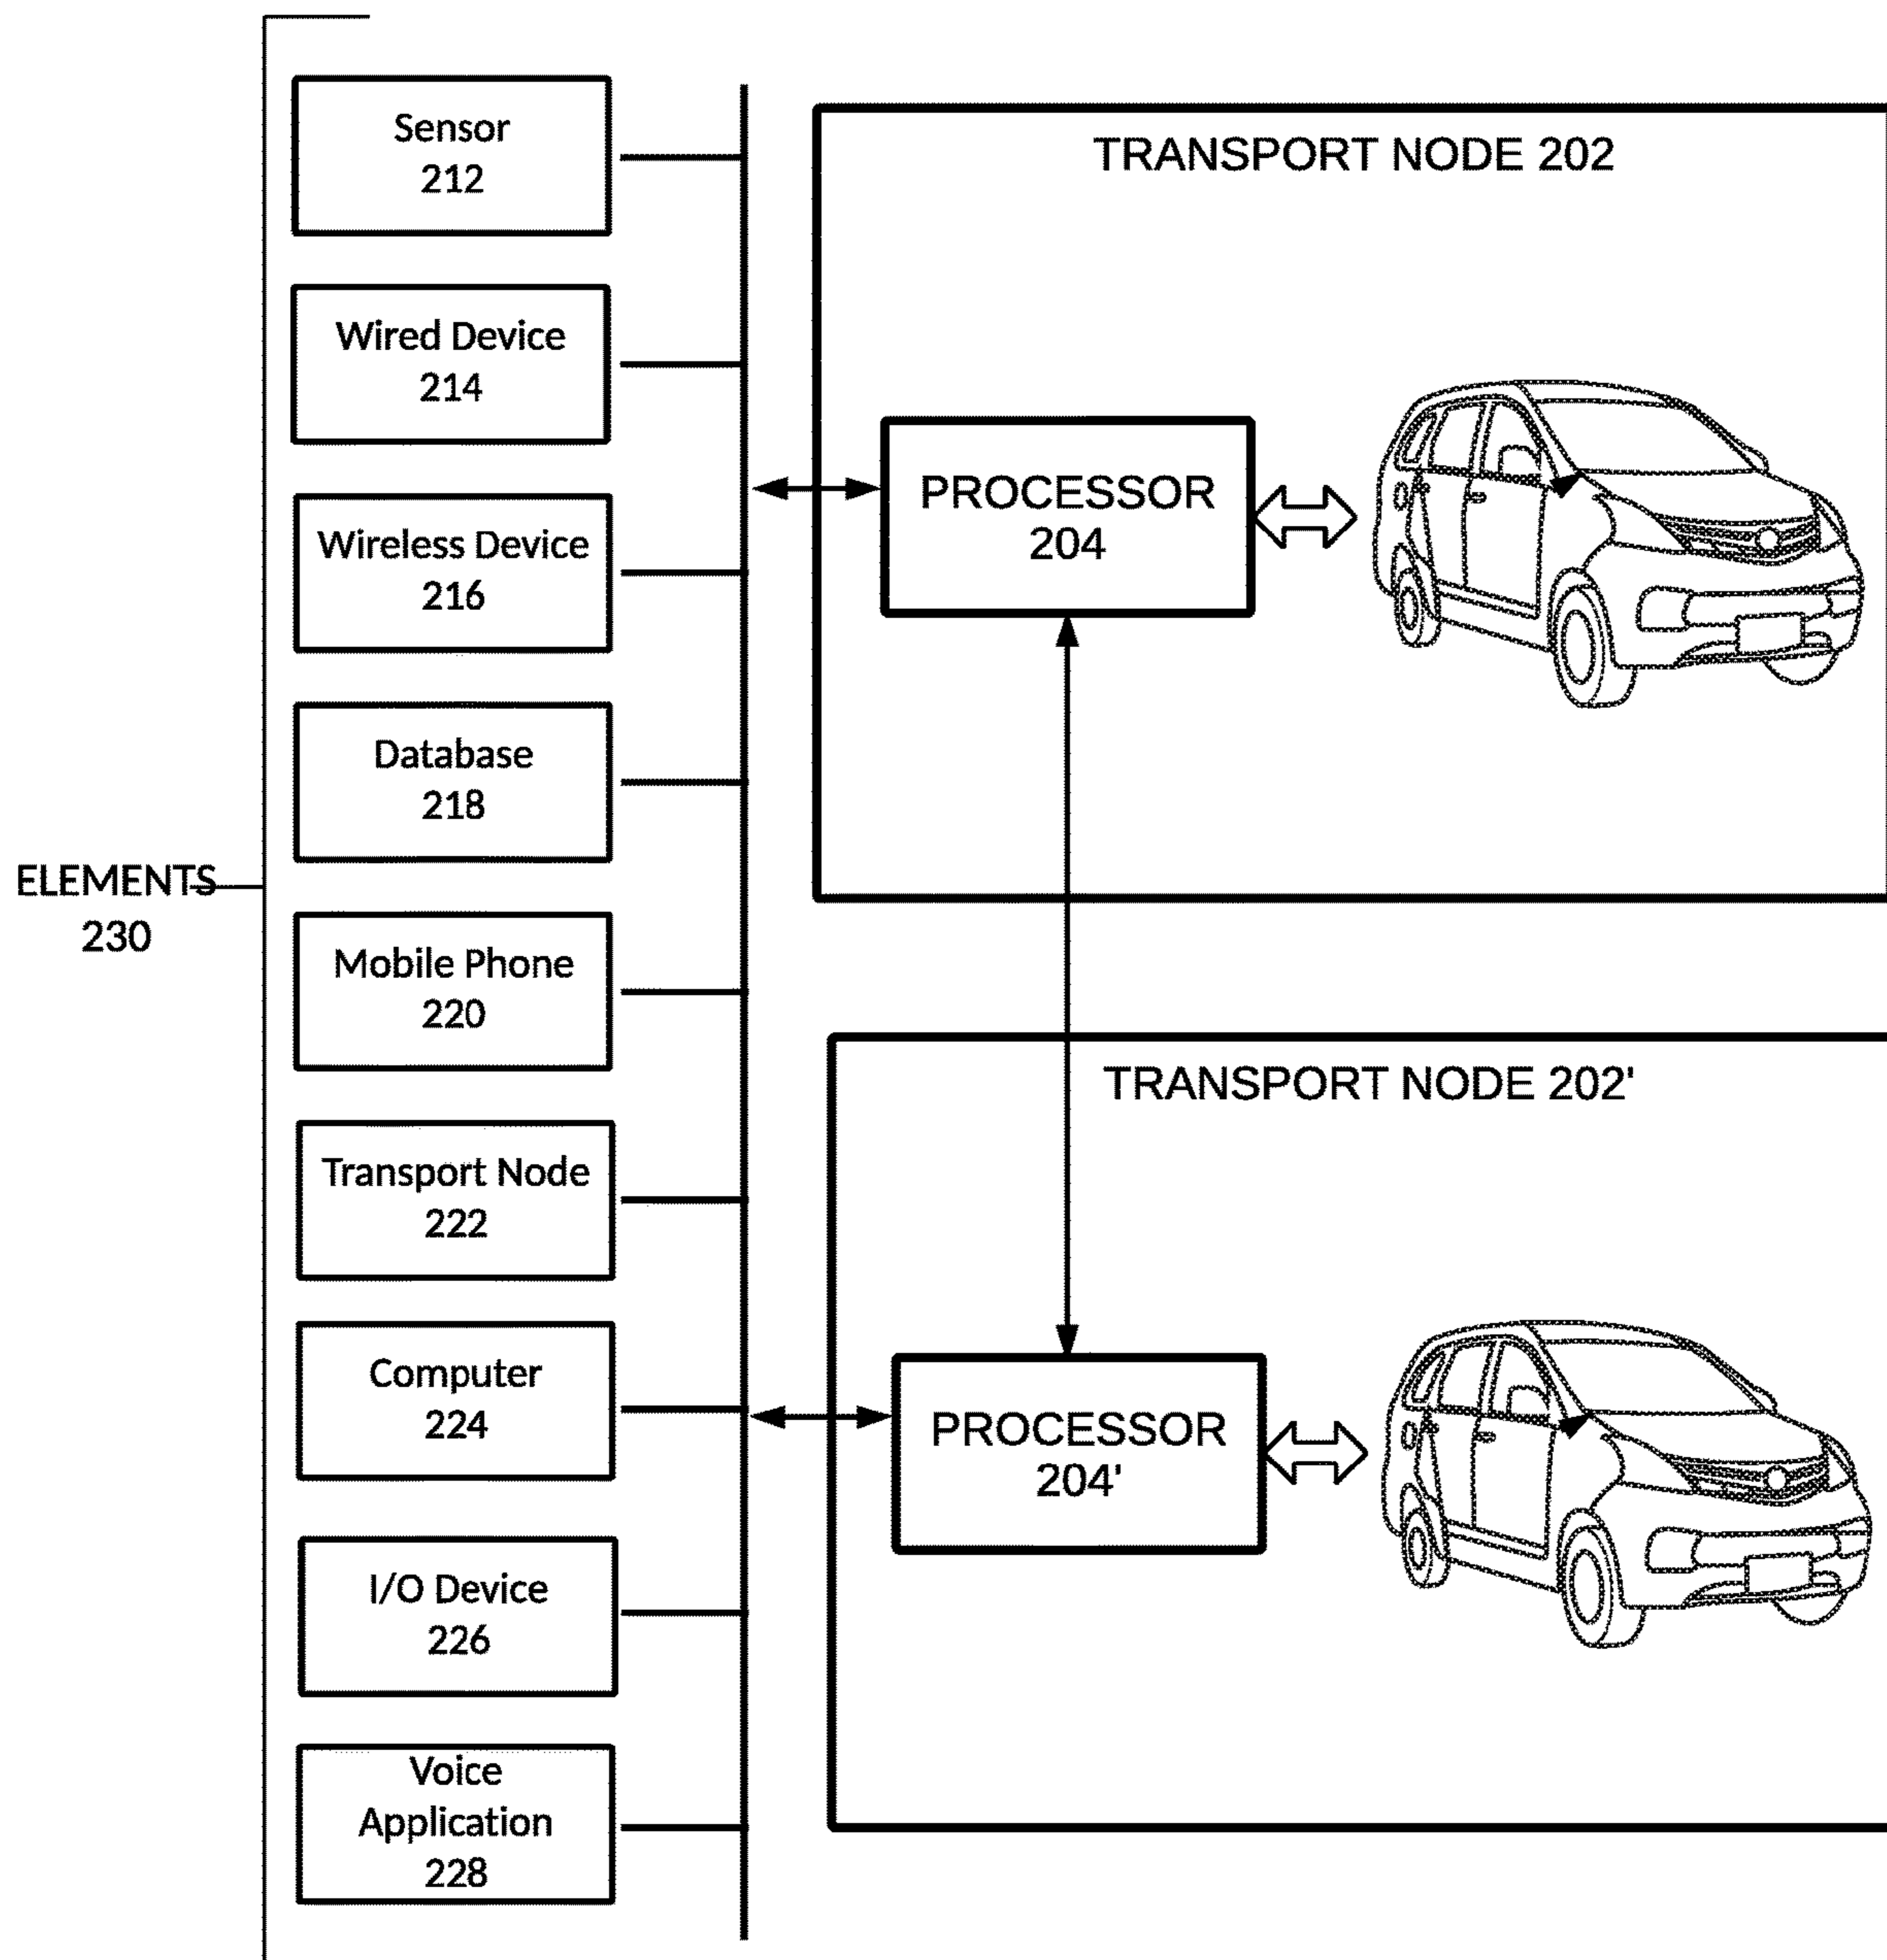 ELEMENTS
230
Sensor
212
Wired Device
214
Wireless Device
216
Database
218
Mobile Phone
220
Transport Node
222
Computer
224
I/O Device
226
Voice
Application
228
TRANSPORT NODE 202
PROCESSOR
204
TRANSPORT NODE 202'
PROCESSOR
204'